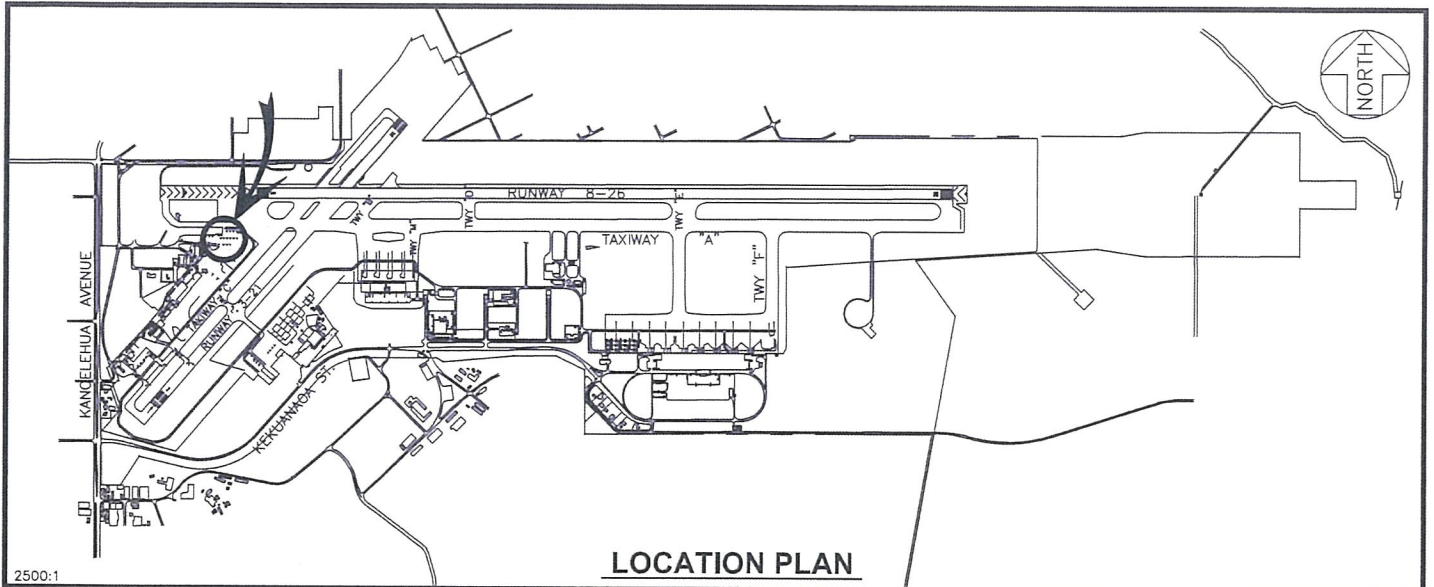 NORTH
RUNWAY 8-26
TWY "D"
TWY E
TWY "M"
TAXIWAY "A"
TWY "F"
KANOELEHUA AVENUE
TAXIWAY "C"
RUNWAY 3-21
KEKUANAOA ST.
LOCATION PLAN
2500:1